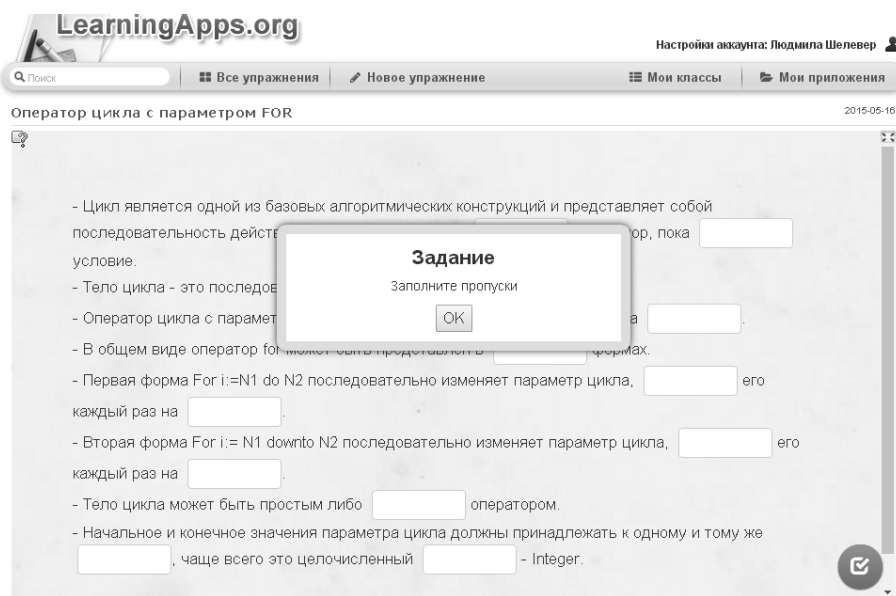 LearningApps.org
Настройки аккаунта: Людмила Шелевер
Поиск
Все упражнения
Новое упражнение
Мои классы
Мои приложения
Оператор цикла с параметром FOR
2015-05-16
- Цикл является одной из базовых алгоритмических конструкций и представляет собой
последовательность действ ор, пока
условие.
- Тело цикла - это последов
- Оператор цикла с парамет а .
- В общем виде оператор for может быть представлен в формах.
- Первая форма For i:=N1 do N2 последовательно изменяет параметр цикла, его
каждый раз на .
- Вторая форма For i:= N1 downto N2 последовательно изменяет параметр цикла, его
каждый раз на .
- Тело цикла может быть простым либо оператором.
- Начальное и конечное значения параметра цикла должны принадлежать к одному и тому же
, чаще всего это целочисленный - Integer.
Задание
Заполните пропуски
OK